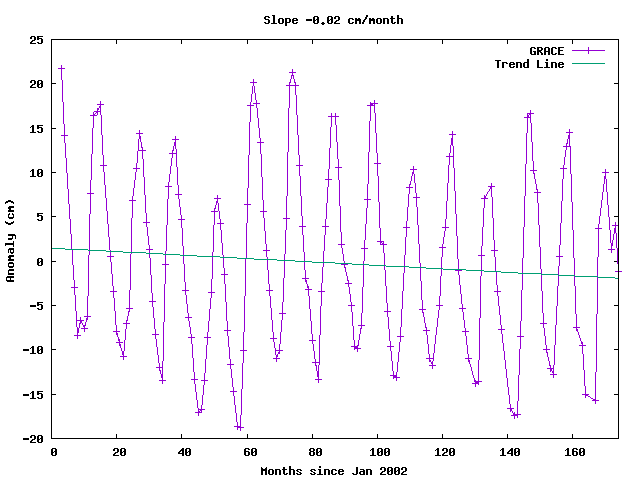 Slope -0.02 cm/month
GRACE
Trend Line
25
20
15
10
5
0
-5
-10
-15
-20
Anomaly (cm)
0 20 40 60 80 100 120 140 160
Months since Jan 2002